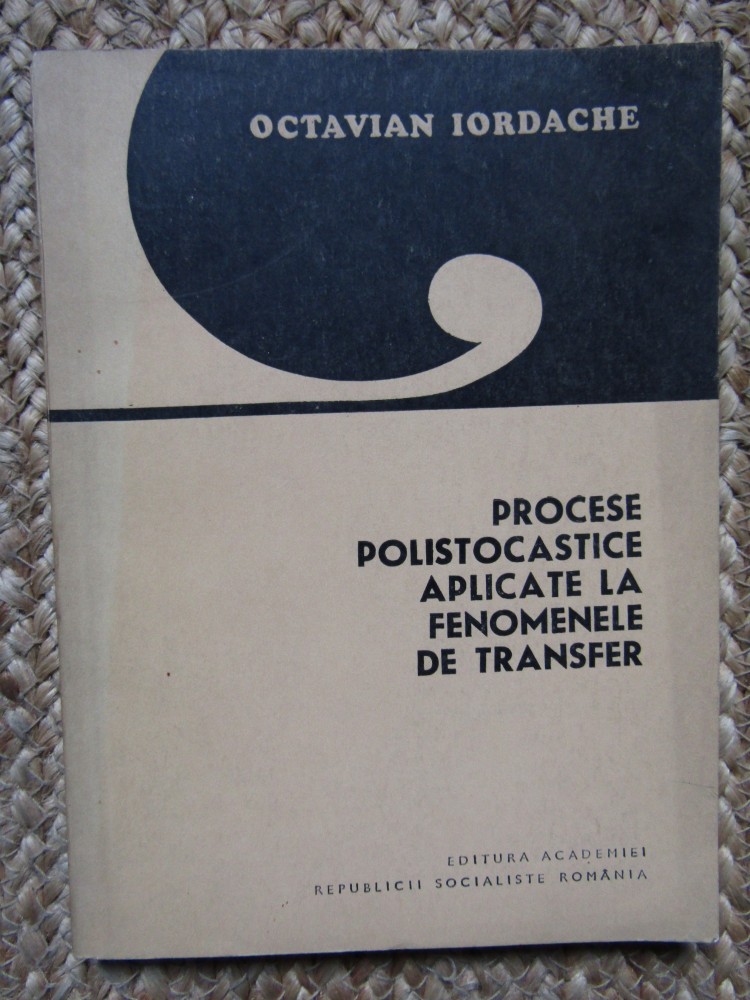 OCTAVIAN IORDACHE
PROCESE
POLISTOCASTICE
APLICATE LA
FENOMENELE
DE TRANSFER
EDITURA ACADEMIEI
REPUBLICII SOCIALISTE ROMÂNIA